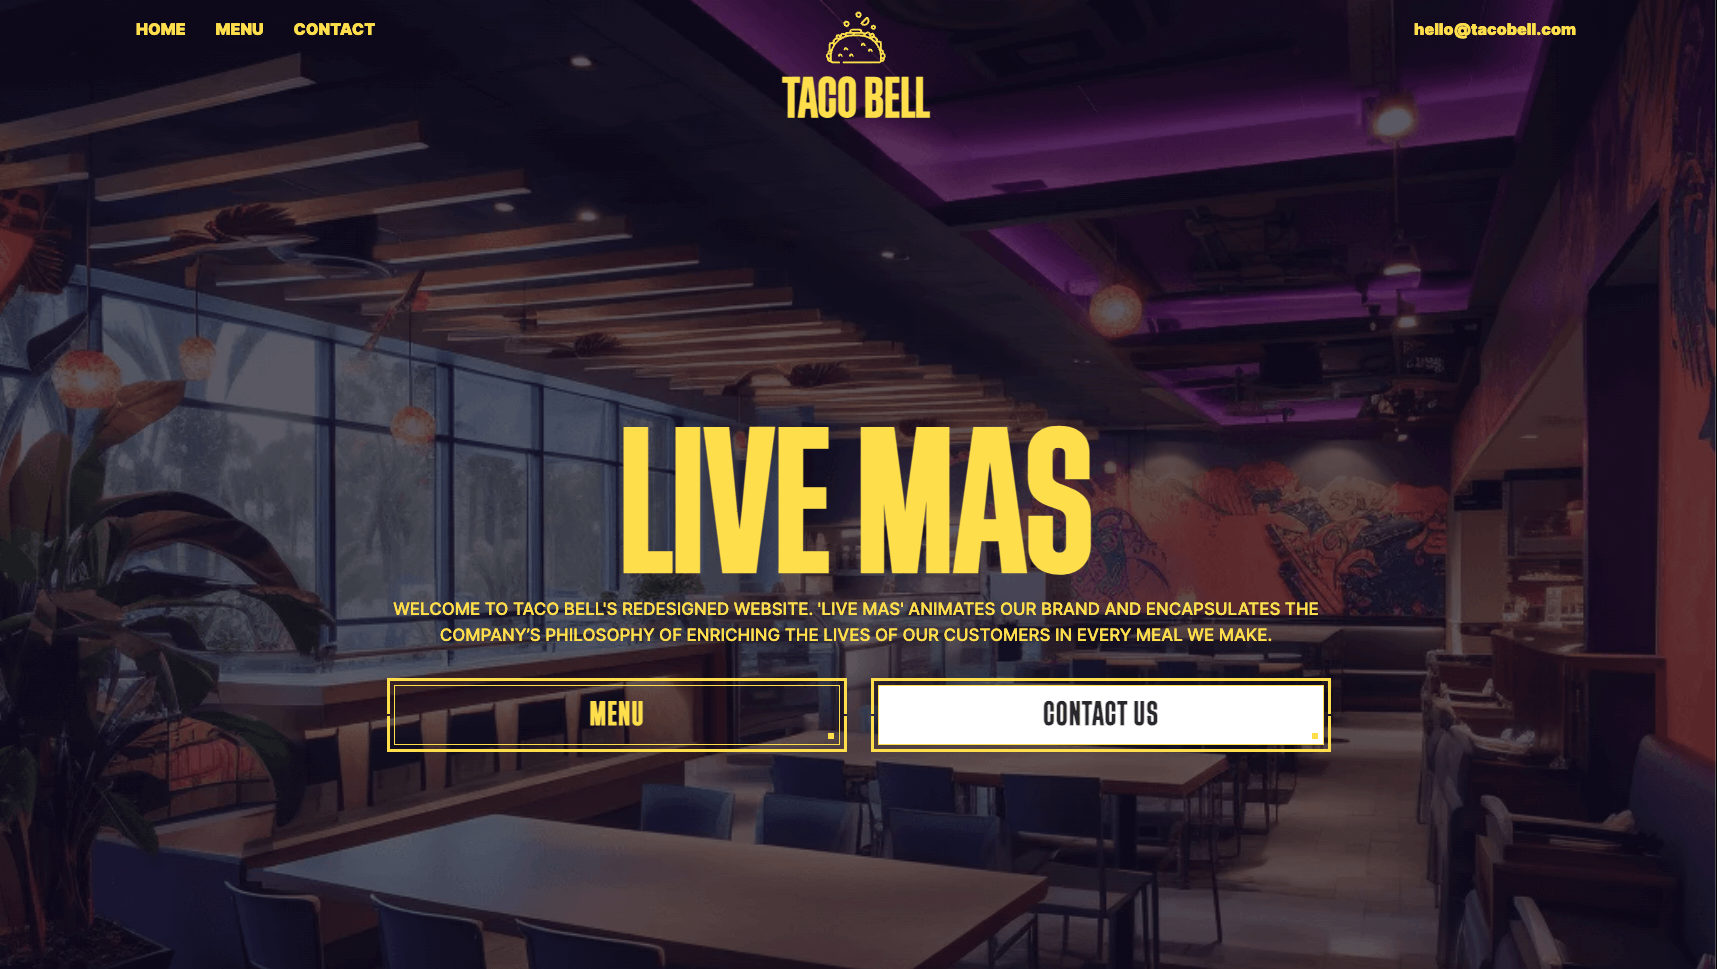 HOME MENU CONTACT
TACO BELL
hello@tacobell.com
LIVE MAS
WELCOME TO TACO BELL'S REDESIGNED WEBSITE. 'LIVE MAS' ANIMATES OUR BRAND AND ENCAPSULATES THE
COMPANY'S PHILOSOPHY OF ENRICHING THE LIVES OF OUR CUSTOMERS IN EVERY MEAL WE MAKE.
MENU
CONTACT US